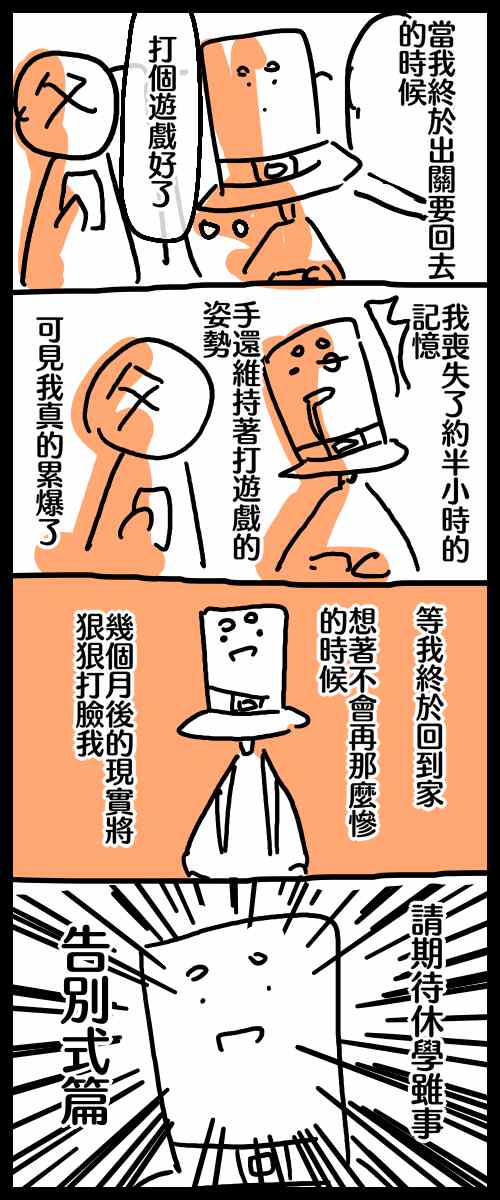 當我終於出關要回去
的時候
打個遊戲好了
父
我喪失了約半小時的
記憶
手還維持著打遊戲的
姿勢
父
可見我真的累爆了
等我終於回到家
想著不會再那麼慘
的時候
幾個月後的現實將
狠狠打臉我
請期待休學雖事
告別式篇